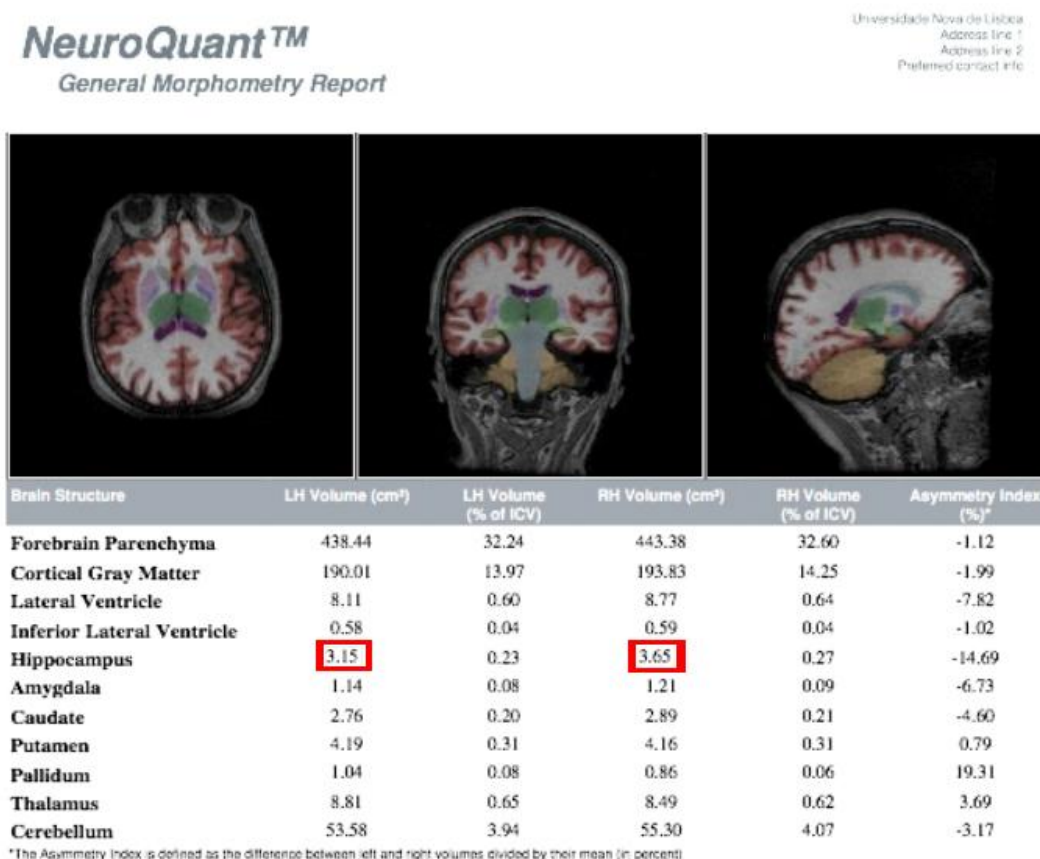 NeuroQuant™
General Morphometry Report
Universidade Nova de Lisboa
Address line 1
Address line 2
Preferred contact info
Brain Structure LH Volume (cm³) LH Volume (% of ICV) RH Volume (cm³) RH Volume (% of ICV) Asymmetry Index (%)*
Forebrain Parenchyma 438.44 32.24 443.38 32.60 -1.12
Cortical Gray Matter 190.01 13.97 193.83 14.25 -1.99
Lateral Ventricle 8.11 0.60 8.77 0.64 -7.82
Inferior Lateral Ventricle 0.58 0.04 0.59 0.04 -1.02
Hippocampus 3.15 0.23 3.65 0.27 -14.69
Amygdala 1.14 0.08 1.21 0.09 -6.73
Caudate 2.76 0.20 2.89 0.21 -4.60
Putamen 4.19 0.31 4.16 0.31 0.79
Pallidum 1.04 0.08 0.86 0.06 19.31
Thalamus 8.81 0.65 8.49 0.62 3.69
Cerebellum 53.58 3.94 55.30 4.07 -3.17
*The Asymmetry Index is defined as the difference between left and right volumes divided by their mean (in percent)